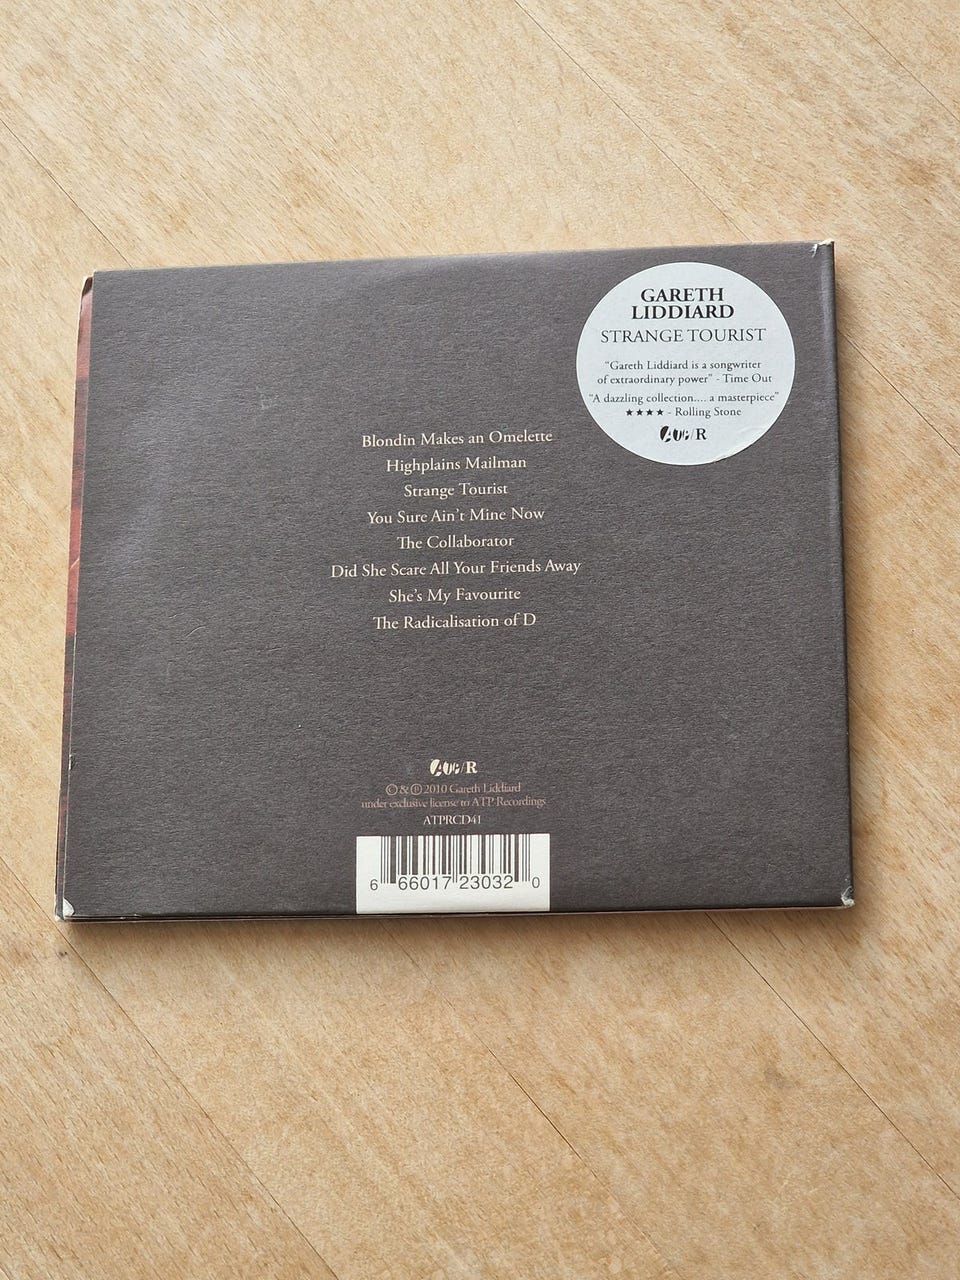 GARETH
LIDDIARD
STRANGE TOURIST
“Gareth Liddiard is a songwriter
of extraordinary power” - Time Out
“A dazzling collection.... a masterpiece”
★★★★ - Rolling Stone
ATP/R
Blondin Makes an Omelette
Highplains Mailman
Strange Tourist
You Sure Ain’t Mine Now
The Collaborator
Did She Scare All Your Friends Away
She’s My Favourite
The Radicalisation of D
ATP/R
© & ℗ 2010 Gareth Liddiard
under exclusive license to ATP Recordings
ATPRCD41
6 66017 23032 0